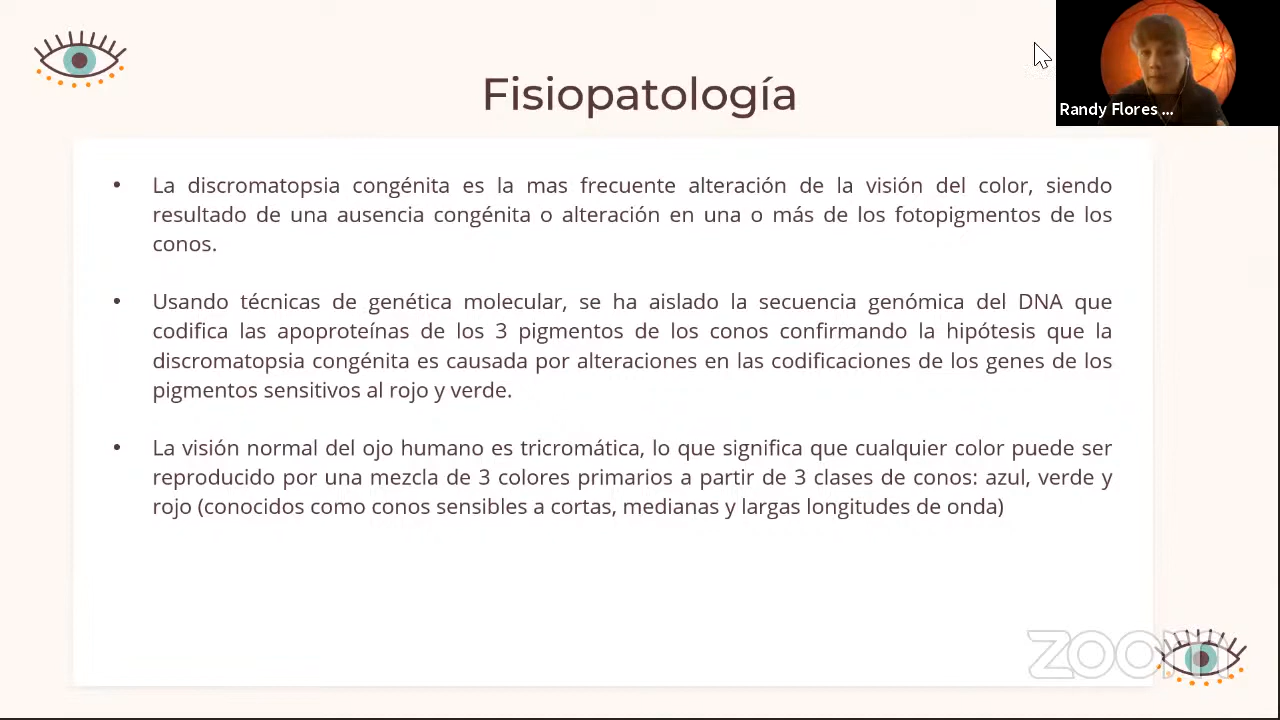 Fisiopatología
Randy Flores ...
• La discromatopsia congénita es la mas frecuente alteración de la visión del color, siendo
resultado de una ausencia congénita o alteración en una o más de los fotopigmentos de los
conos.
• Usando técnicas de genética molecular, se ha aislado la secuencia genómica del DNA que
codifica las apoproteínas de los 3 pigmentos de los conos confirmando la hipótesis que la
discromatopsia congénita es causada por alteraciones en las codificaciones de los genes de los
pigmentos sensitivos al rojo y verde.
• La visión normal del ojo humano es tricromática, lo que significa que cualquier color puede ser
reproducido por una mezcla de 3 colores primarios a partir de 3 clases de conos: azul, verde y
rojo (conocidos como conos sensibles a cortas, medianas y largas longitudes de onda)
zoom